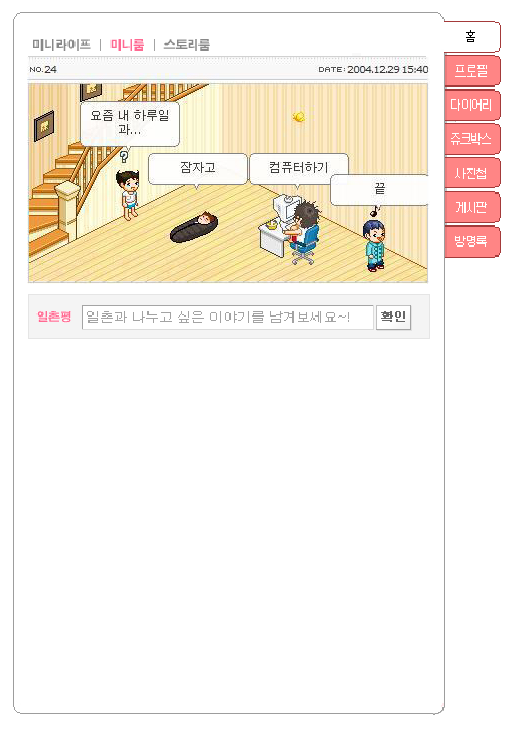 미니라이프 | 미니룸 | 스토리룸
NO.24
DATE:2004.12.29 15:40
요즘 내 하루일
과...
?
잠자고
컴퓨터하기
끝
일촌평
일촌과 나누고 싶은 이야기를 남겨보세요~!
확인
홈
프로필
다이어리
쥬크박스
사진첩
게시판
방명록